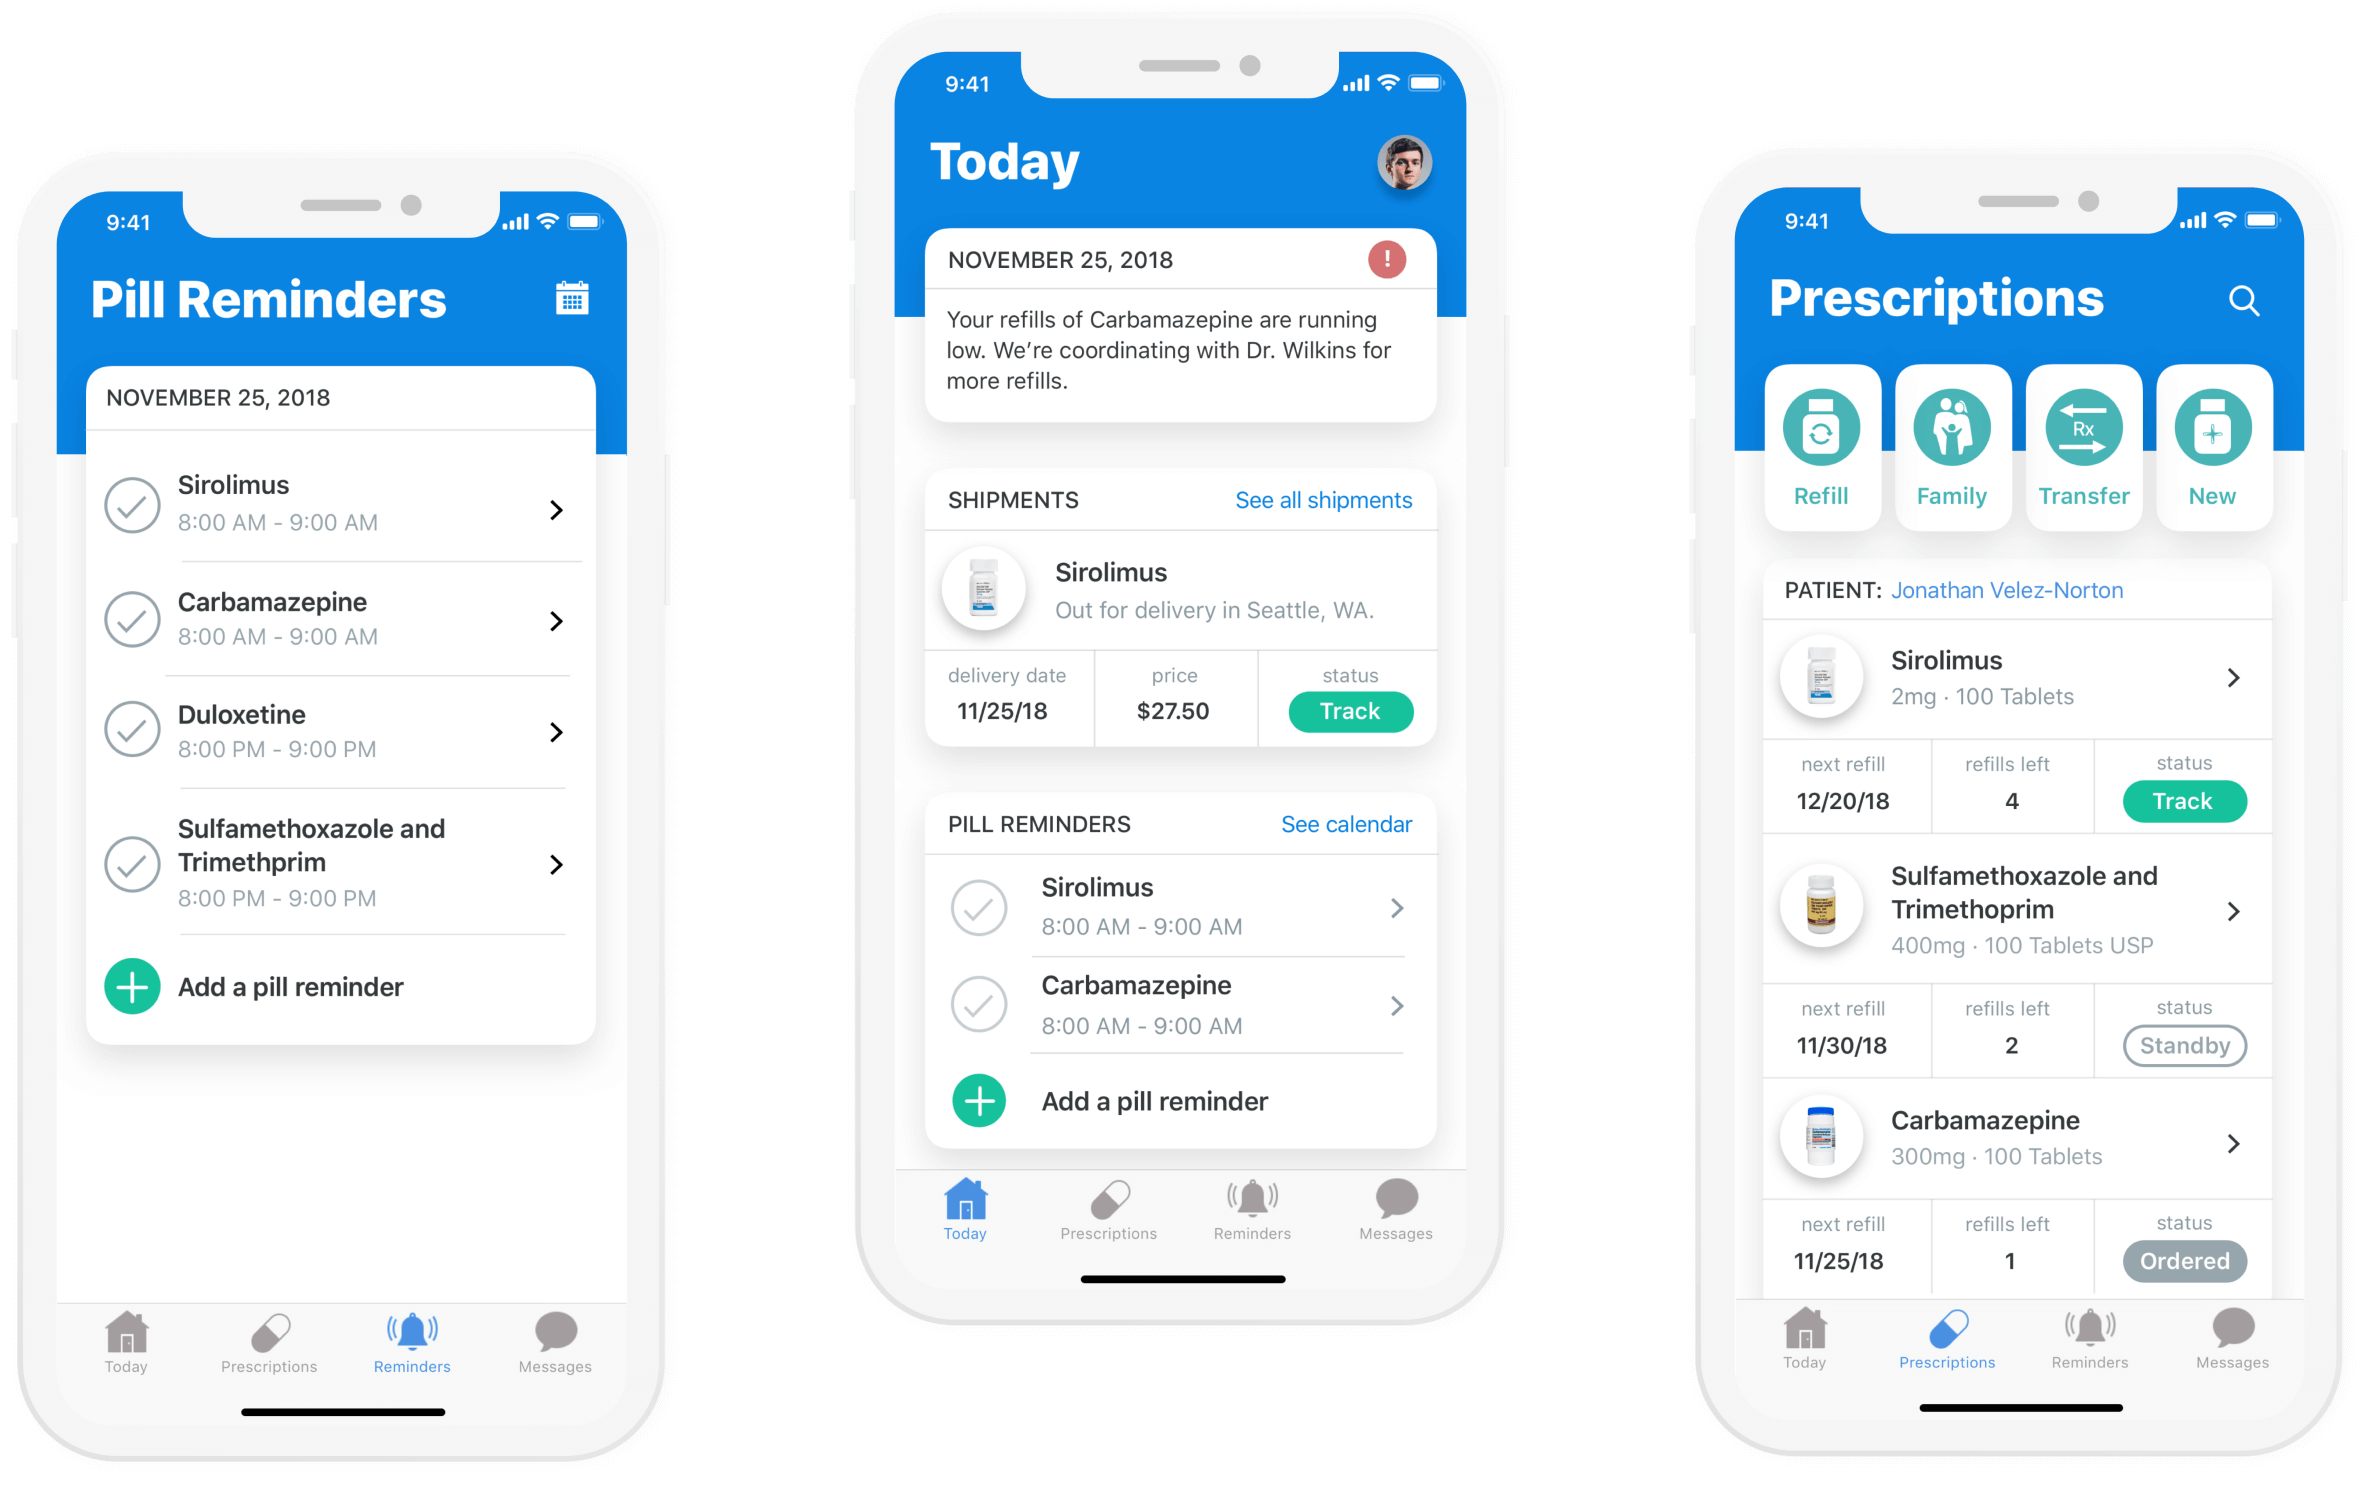 9:41
Pill Reminders
NOVEMBER 25, 2018
Sirolimus
8:00 AM - 9:00 AM
Carbamazepine
8:00 AM - 9:00 AM
Duloxetine
8:00 PM - 9:00 PM
Sulfamethoxazole and
Trimethprim
8:00 PM - 9:00 PM
Add a pill reminder
Today Prescriptions Reminders Messages
9:41
Today
NOVEMBER 25, 2018 !
Your refills of Carbamazepine are running
low. We're coordinating with Dr. Wilkins for
more refills.
SHIPMENTS See all shipments
Sirolimus
Out for delivery in Seattle, WA.
delivery date price status
11/25/18 $27.50 Track
PILL REMINDERS See calendar
Sirolimus
8:00 AM - 9:00 AM
Carbamazepine
8:00 AM - 9:00 AM
Add a pill reminder
Today Prescriptions Reminders Messages
9:41
Prescriptions
Rx
Refill Family Transfer New
PATIENT: Jonathan Velez-Norton
Sirolimus
2mg · 100 Tablets
next refill refills left status
12/20/18 4 Track
Sulfamethoxazole and
Trimethoprim
400mg · 100 Tablets USP
next refill refills left status
11/30/18 2 Standby
Carbamazepine
300mg · 100 Tablets
next refill refills left status
11/25/18 1 Ordered
Today Prescriptions Reminders Messages